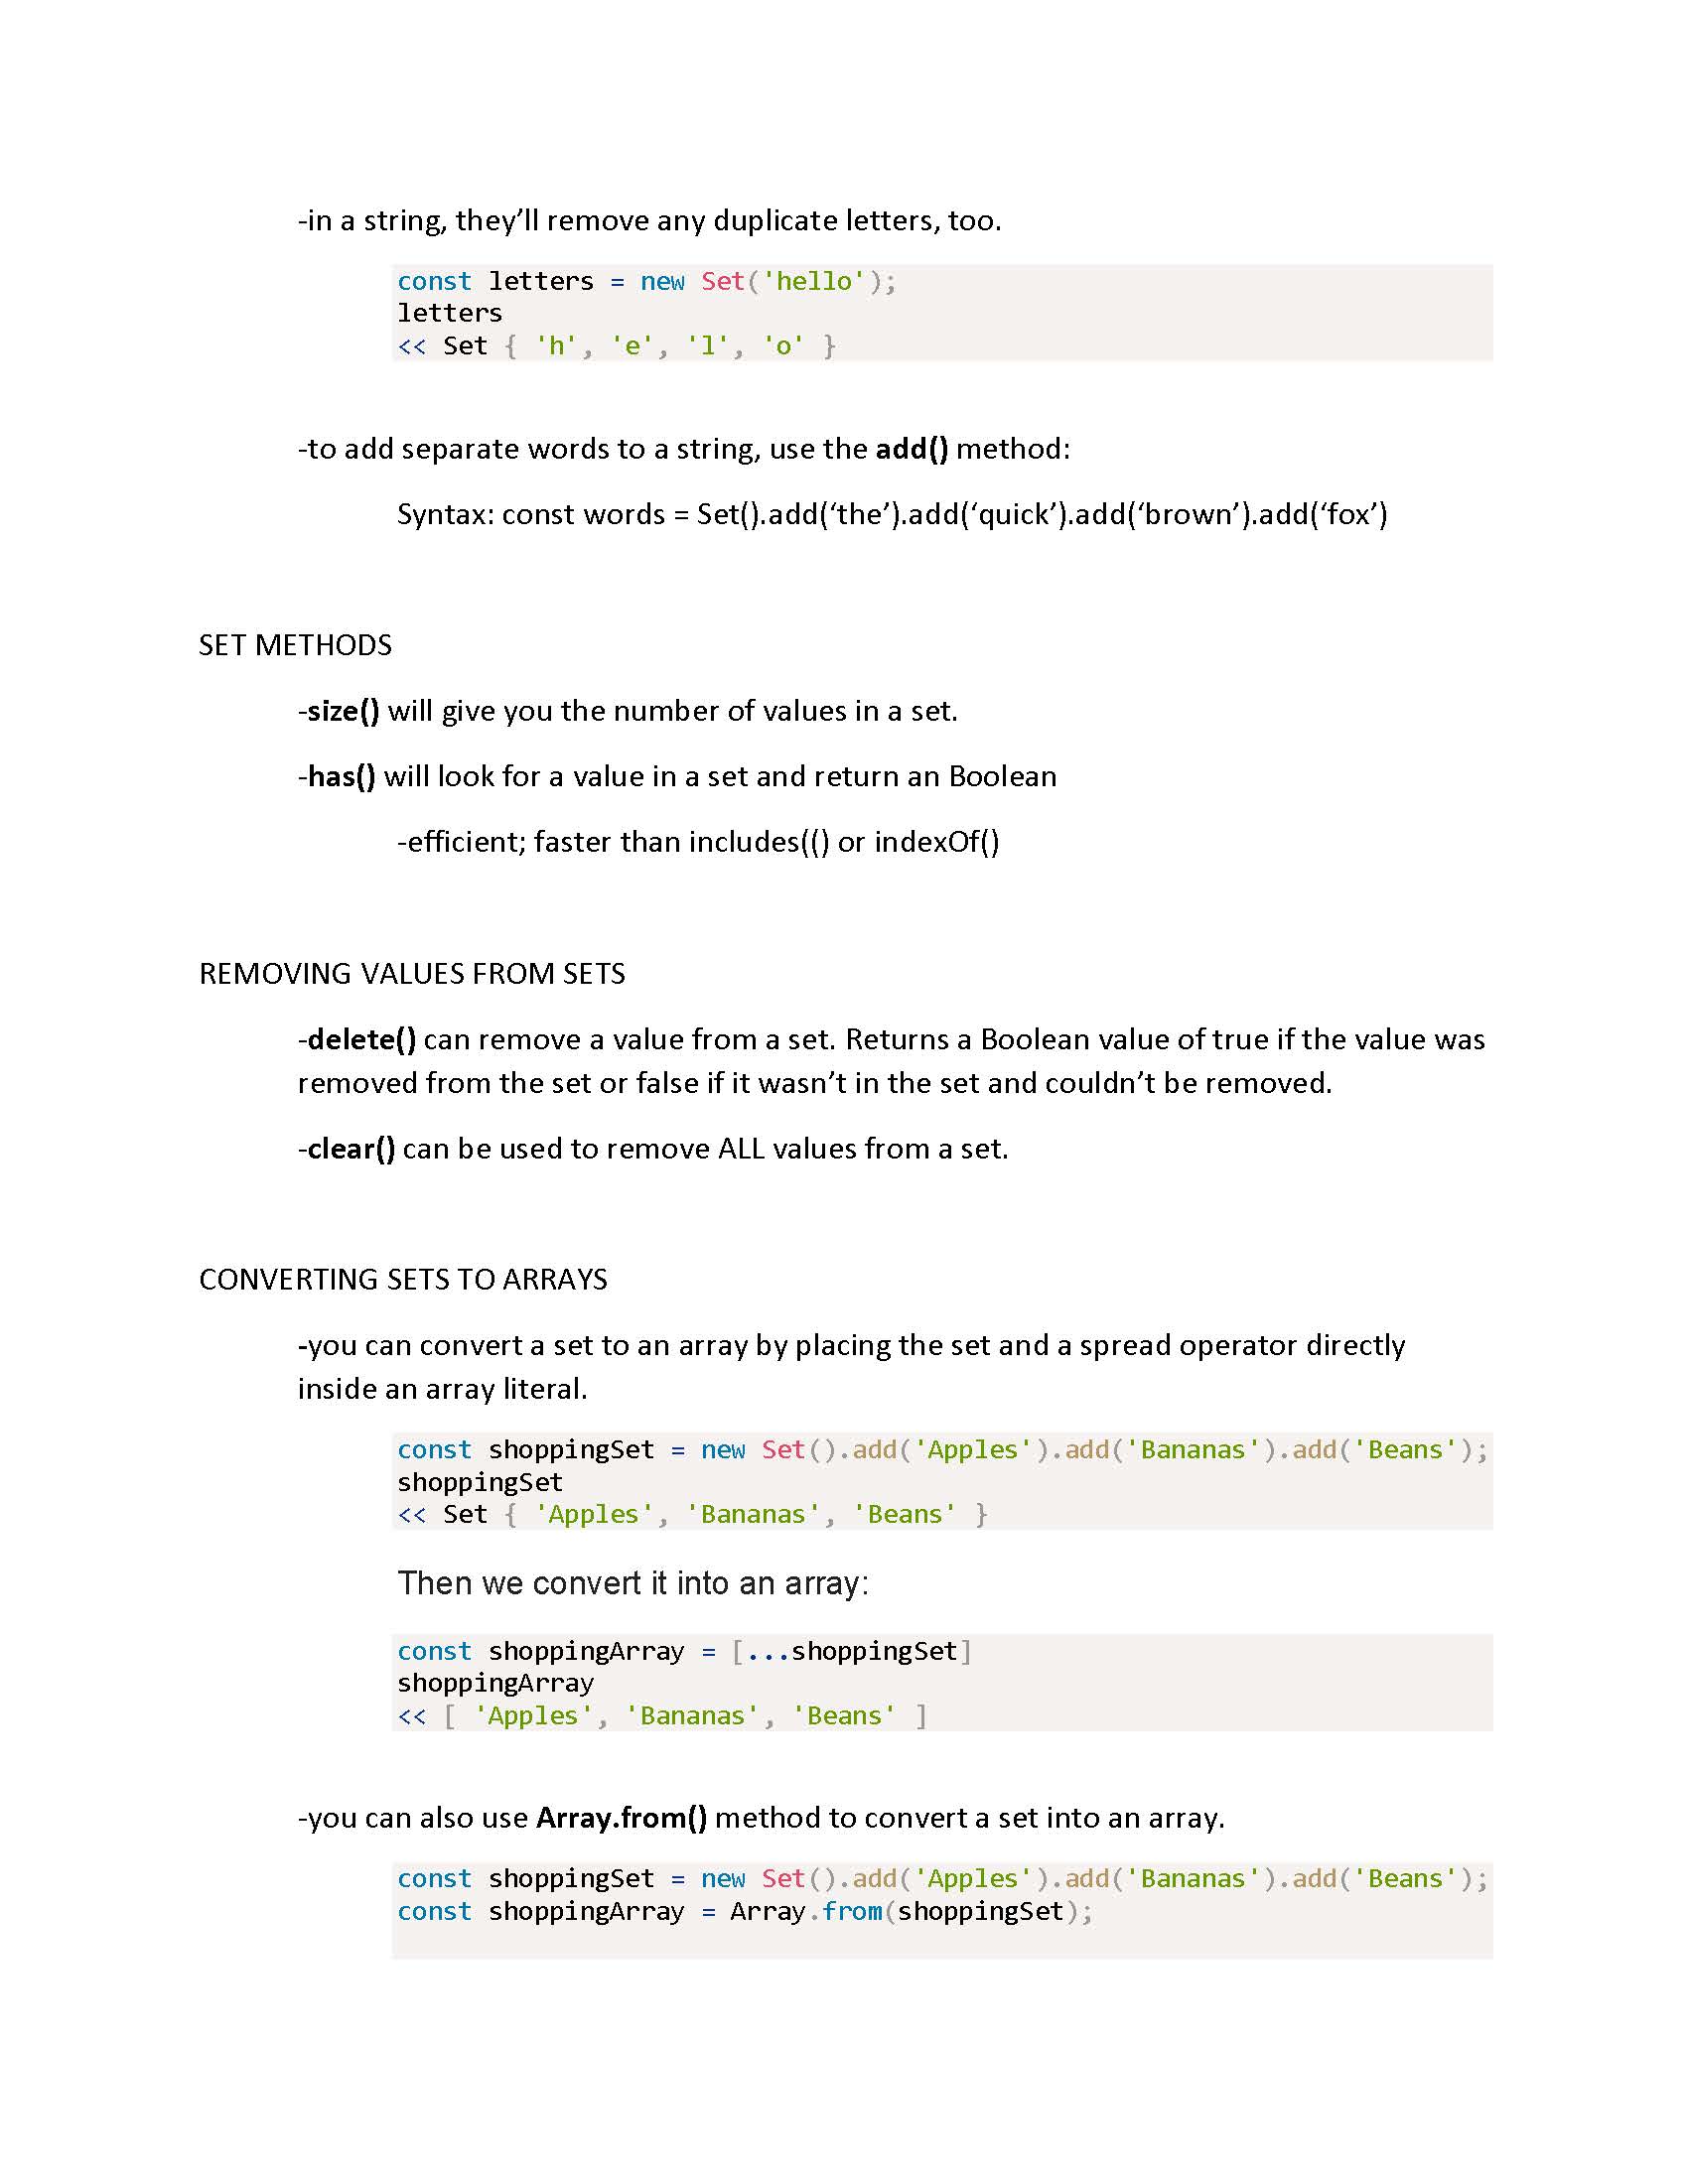 -in a string, they’ll remove any duplicate letters, too.
const letters = new Set('hello');
letters
<< Set { 'h', 'e', 'l', 'o' }
-to add separate words to a string, use the add() method:
Syntax: const words = Set().add(‘the’).add(‘quick’).add(‘brown’).add(‘fox’)
SET METHODS
-size() will give you the number of values in a set.
-has() will look for a value in a set and return an Boolean
-efficient; faster than includes(() or indexOf()
REMOVING VALUES FROM SETS
-delete() can remove a value from a set. Returns a Boolean value of true if the value was
removed from the set or false if it wasn’t in the set and couldn’t be removed.
-clear() can be used to remove ALL values from a set.
CONVERTING SETS TO ARRAYS
-you can convert a set to an array by placing the set and a spread operator directly
inside an array literal.
const shoppingSet = new Set().add('Apples').add('Bananas').add('Beans');
shoppingSet
<< Set { 'Apples', 'Bananas', 'Beans' }
Then we convert it into an array:
const shoppingArray = [...shoppingSet]
shoppingArray
<< [ 'Apples', 'Bananas', 'Beans' ]
-you can also use Array.from() method to convert a set into an array.
const shoppingSet = new Set().add('Apples').add('Bananas').add('Beans');
const shoppingArray = Array.from(shoppingSet);